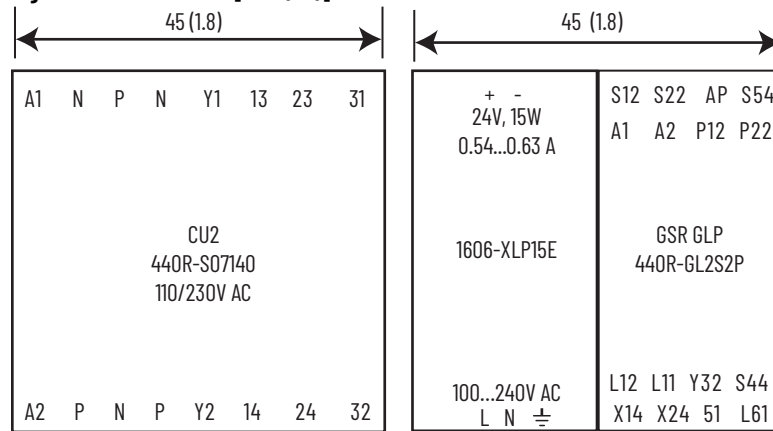 45 (1.8)
A1 N P N Y1 13 23 31
CU2
440R-S07140
110/230V AC
A2 P N P Y2 14 24 32
45 (1.8)
+ -
24V, 15W
0.54...0.63 A
1606-XLP15E
100...240V AC
L N ⏚
S12 S22 AP S54
A1 A2 P12 P22
GSR GLP
440R-GL2S2P
L12 L11 Y32 S44
X14 X24 51 L61